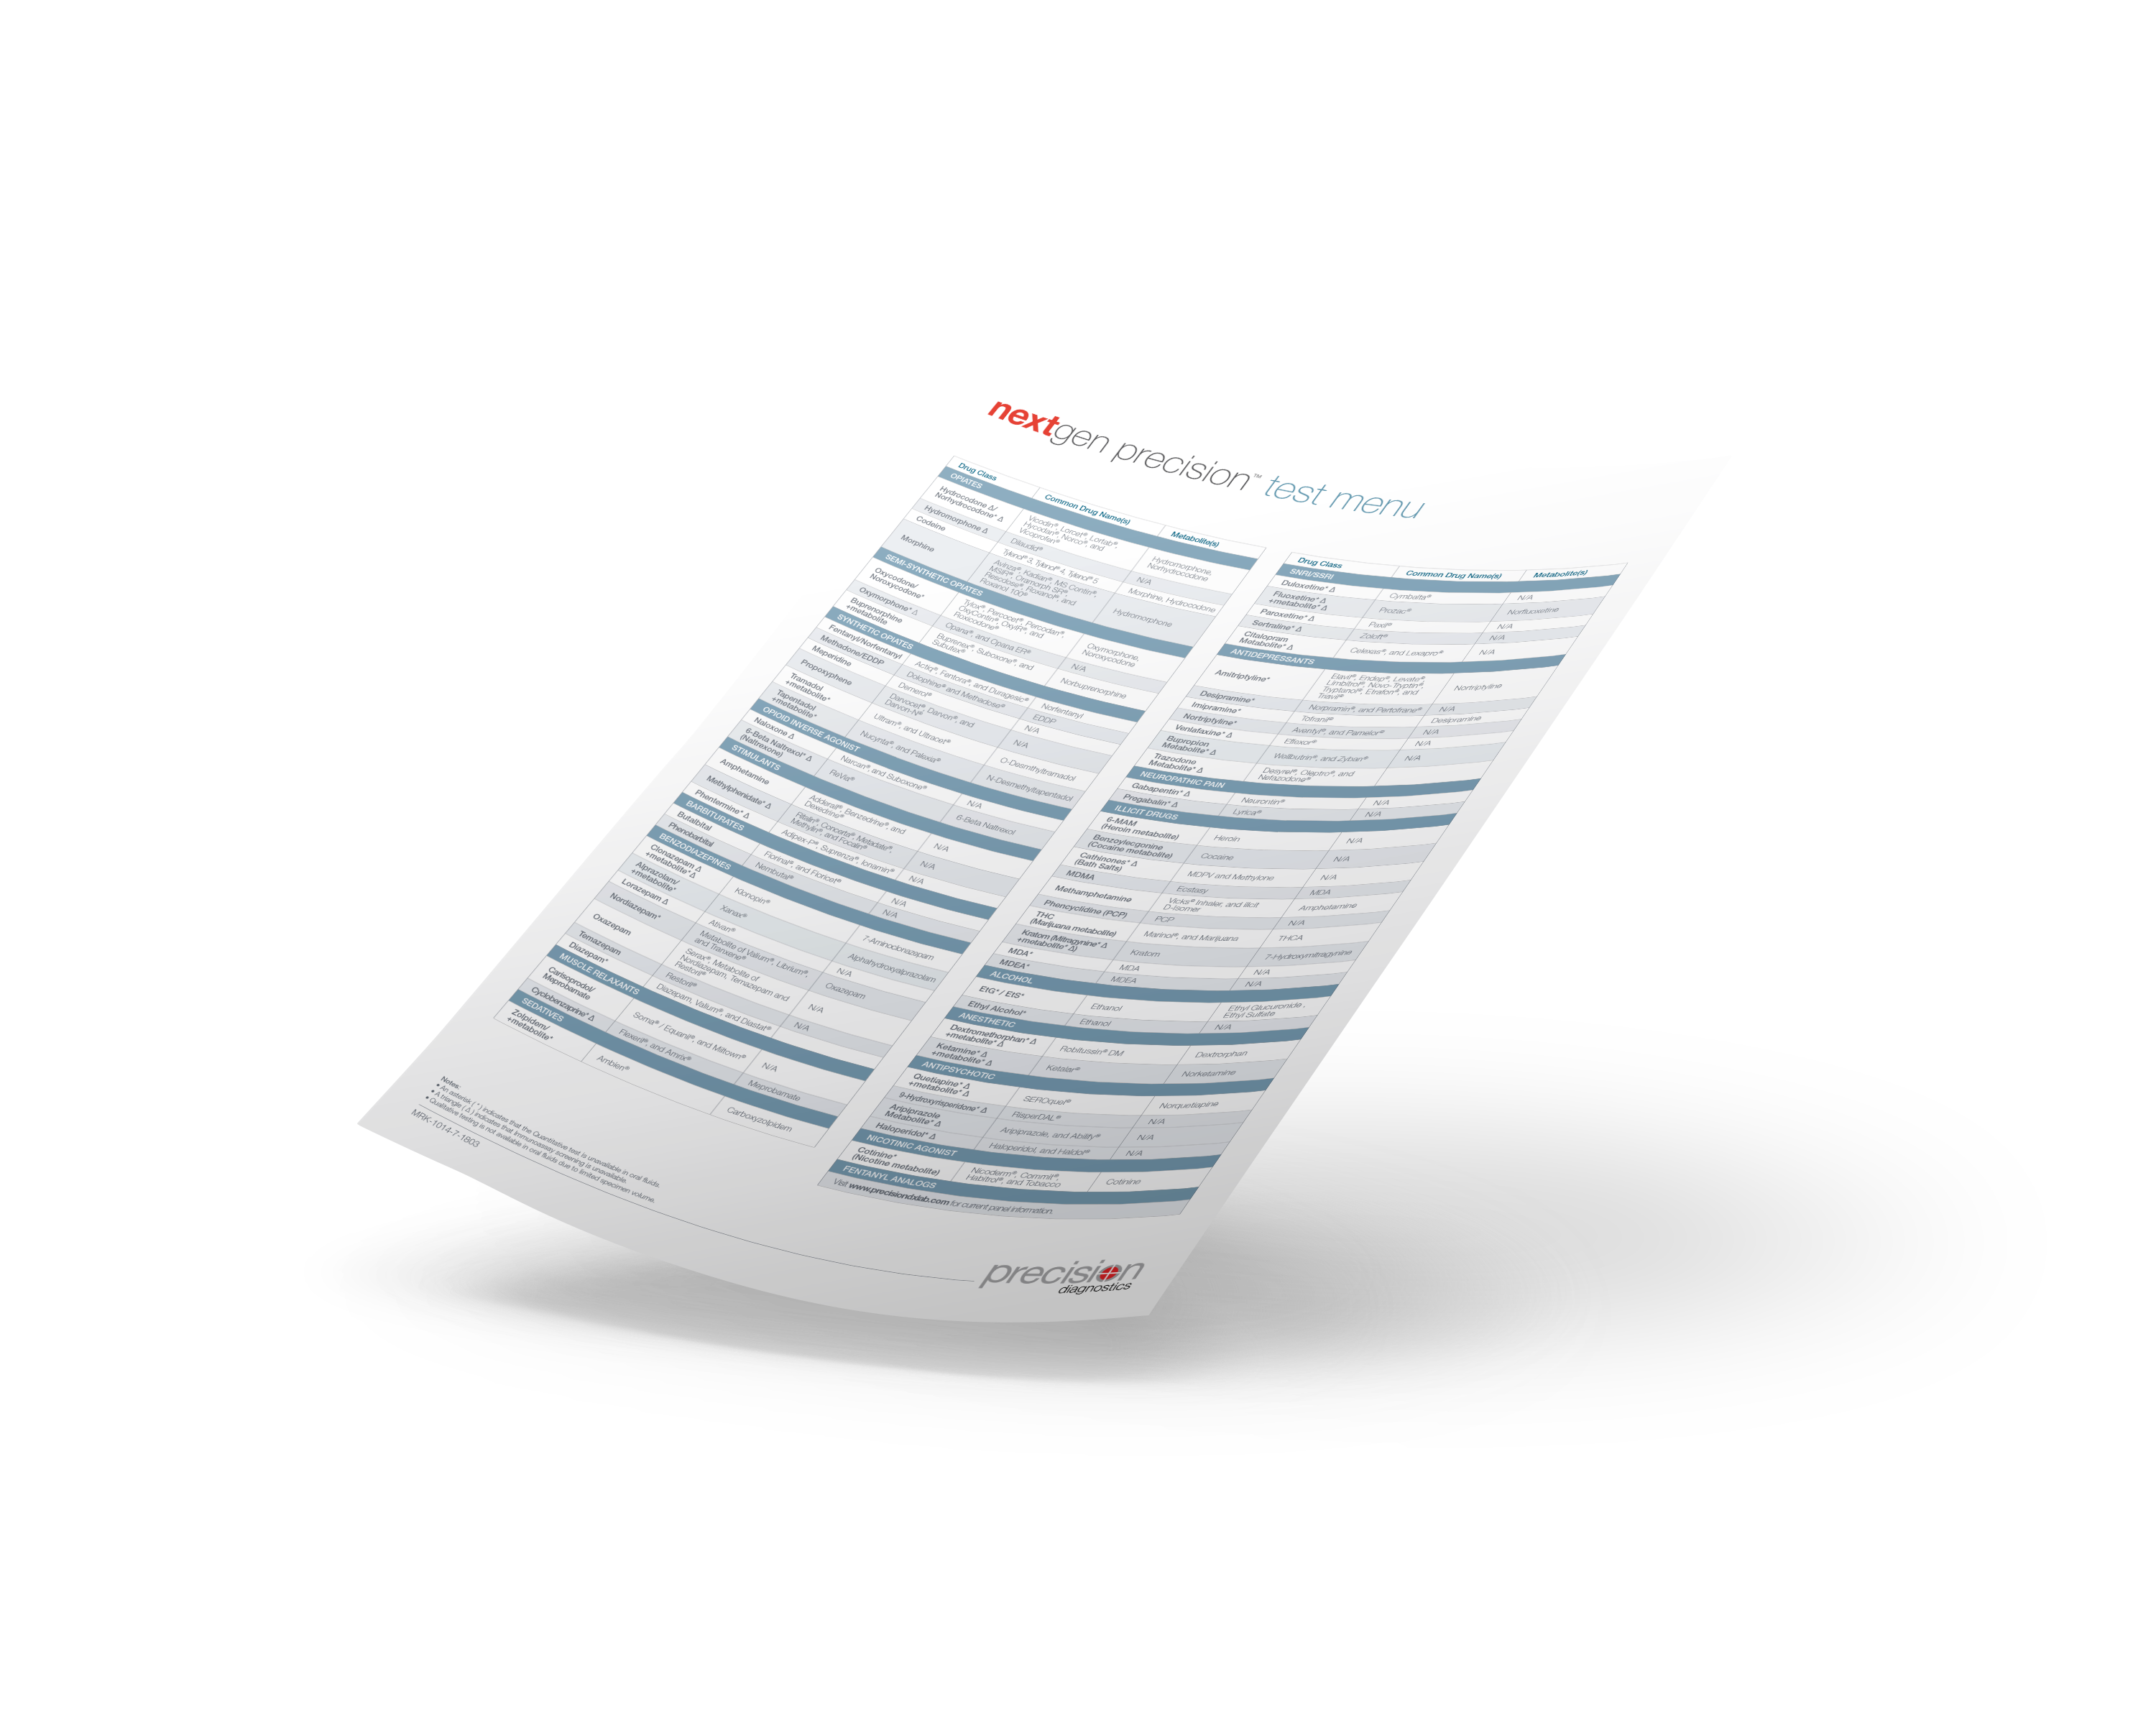 nextgen precision™ test menu
Drug Class Common Drug Name(s) Metabolite(s)
OPIATES
Hydrocodone Δ/
Norhydrocodone* Δ
Vicodin®, Lorcet®, Lortab®,
Hycodan®, Norco®, and
Vicoprofen®
Hydromorphone,
Norhydrocodone
Hydromorphone Δ Dilaudid® N/A
Codeine Tylenol® 3, Tylenol® 4, Tylenol® 5 Morphine, Hydrocodone
Morphine
Avinza®, Kadian®, MS Contin®,
MSIR®, Oramorph SR®,
Rescudose®, Roxanol®, and
Roxanol 100®
Hydromorphone
SEMI-SYNTHETIC OPIATES
Oxycodone/
Noroxycodone*
Tylox®, Percocet®, Percodan®,
OxyContin®, OxyIR®, and
Roxicodone®
Oxymorphone,
Noroxycodone
Oxymorphone* Δ Opana®, and Opana ER® N/A
Buprenorphine
+metabolite
Buprenex®, Suboxone®, and
Subutex®
Norbuprenorphine
SYNTHETIC OPIATES
Fentanyl/Norfentanyl Actiq®, Fentora®, and Duragesic® Norfentanyl
Methadone/EDDP Dolophine® and Methadose® EDDP
Meperidine Demerol® N/A
Propoxyphene
Darvocet®, Darvon®, and
Darvon-N®
N/A
Tramadol
+metabolite*
Ultram®, and Ultracet® O-Desmthyltramadol
Tapentadol
+metabolite*
Nucynta®, and Palexia® N-Desmethyltapentadol
OPIOID INVERSE AGONIST
Naloxone Δ Narcan®, and Suboxone® N/A
6-Beta Naltrexol* Δ
(Naltrexone)
ReVia® 6-Beta Naltrexol
STIMULANTS
Amphetamine
Adderall®, Benzedrine®, and
Dexedrine®
N/A
Methylphenidate* Δ
Ritalin®, Concerta®, Metadate®,
Methylin®, and Focalin®
N/A
Phentermine* Δ Adipex-P®, Suprenza®, Ionamin® N/A
BARBITURATES
Butalbital Fiorinal®, and Fioricet® N/A
Phenobarbital Nembutal® N/A
BENZODIAZEPINES
Clonazepam Δ
+metabolite* Δ
Klonopin® 7-Aminoclonazepam
Alprazolam/
+metabolite*
Xanax® Alphahydroxyalprazolam
Lorazepam Δ Ativan® N/A
Nordiazepam*
Metabolite of Valium®, Librium®,
and Tranxene®
Oxazepam
Oxazepam
Serax®, Metabolite of
Nordiazepam, Temazepam and
Restoril®
N/A
Temazepam Restoril® N/A
Diazepam* Diazepam, Valium®, and Diastat®
MUSCLE RELAXANTS
Carisoprodol/
Meprobamate
Soma® / Equanil®, and Miltown® N/A
Cyclobenzaprine* Δ Flexeril®, and Amrix® Meprobamate
SEDATIVES
Zolpidem/
+metabolite*
Ambien® Carboxyzolpidem
Notes:
• An asterisk ( * ) indicates that the Quantitative test is unavailable in oral fluids.
• A triangle ( Δ ) indicates that Immunoassay screening is unavailable.
• Qualitative testing is not available in oral fluids due to limited specimen volume.
MRK-1014-7-1803
Drug Class Common Drug Name(s) Metabolite(s)
SNRI/SSRI
Duloxetine* Δ Cymbalta® N/A
Fluoxetine* Δ
+metabolite* Δ
Prozac® Norfluoxetine
Paroxetine* Δ Paxil® N/A
Sertraline* Δ Zoloft® N/A
Citalopram
Metabolite* Δ
Celexas®, and Lexapro® N/A
ANTIDEPRESSANTS
Amitriptyline*
Elavil®, Endep®, Levate®,
Limbitrol®, Novo-Tryptin®,
Tryptanol®, Etrafon®, and
Triavil®
Nortriptyline
Desipramine* Norpramin®, and Pertofrane® N/A
Imipramine* Tofranil® Desipramine
Nortriptyline* Aventyl®, and Pamelor® N/A
Venlafaxine* Δ Effexor® N/A
Bupropion
Metabolite* Δ
Wellbutrin®, and Zyban® N/A
Trazodone
Metabolite* Δ
Desyrel®, Oleptro®, and
Nefazodone®
NEUROPATHIC PAIN
Gabapentin* Δ Neurontin® N/A
Pregabalin* Δ Lyrica® N/A
ILLICIT DRUGS
6-MAM
(Heroin metabolite)
Heroin N/A
Benzoylecgonine
(Cocaine metabolite)
Cocaine N/A
Cathinones* Δ
(Bath Salts)
MDPV and Methylone N/A
MDMA Ecstasy MDA
Methamphetamine
Vicks® Inhaler, and illicit
D-Isomer
Amphetamine
Phencyclidine (PCP) PCP N/A
THC
(Marijuana metabolite)
Marinol®, and Marijuana THCA
Kratom (Mitragynine* Δ
+metabolite* Δ)
Kratom 7-Hydroxymitragynine
MDA* MDA N/A
MDEA* MDEA N/A
ALCOHOL
EtG* / EtS* Ethanol
Ethyl Glucuronide,
Ethyl Sulfate
Ethyl Alcohol* Ethanol N/A
ANESTHETIC
Dextromethorphan* Δ
+metabolite* Δ
Robitussin® DM Dextrorphan
Ketamine* Δ
+metabolite* Δ
Ketalar® Norketamine
ANTIPSYCHOTIC
Quetiapine* Δ
+metabolite* Δ
SEROquel® Norquetiapine
9-Hydroxyrisperidone* Δ RisperDAL® N/A
Aripiprazole
Metabolite* Δ
Aripiprazole, and Abilify® N/A
Haloperidol* Δ Haloperidol, and Haldol® N/A
NICOTINIC AGONIST
Cotinine*
(Nicotine metabolite)
Nicoderm®, Commit®,
Habitrol®, and Tobacco
Cotinine
FENTANYL ANALOGS
Visit www.precisiondxlab.com for current panel information.
precision
diagnostics